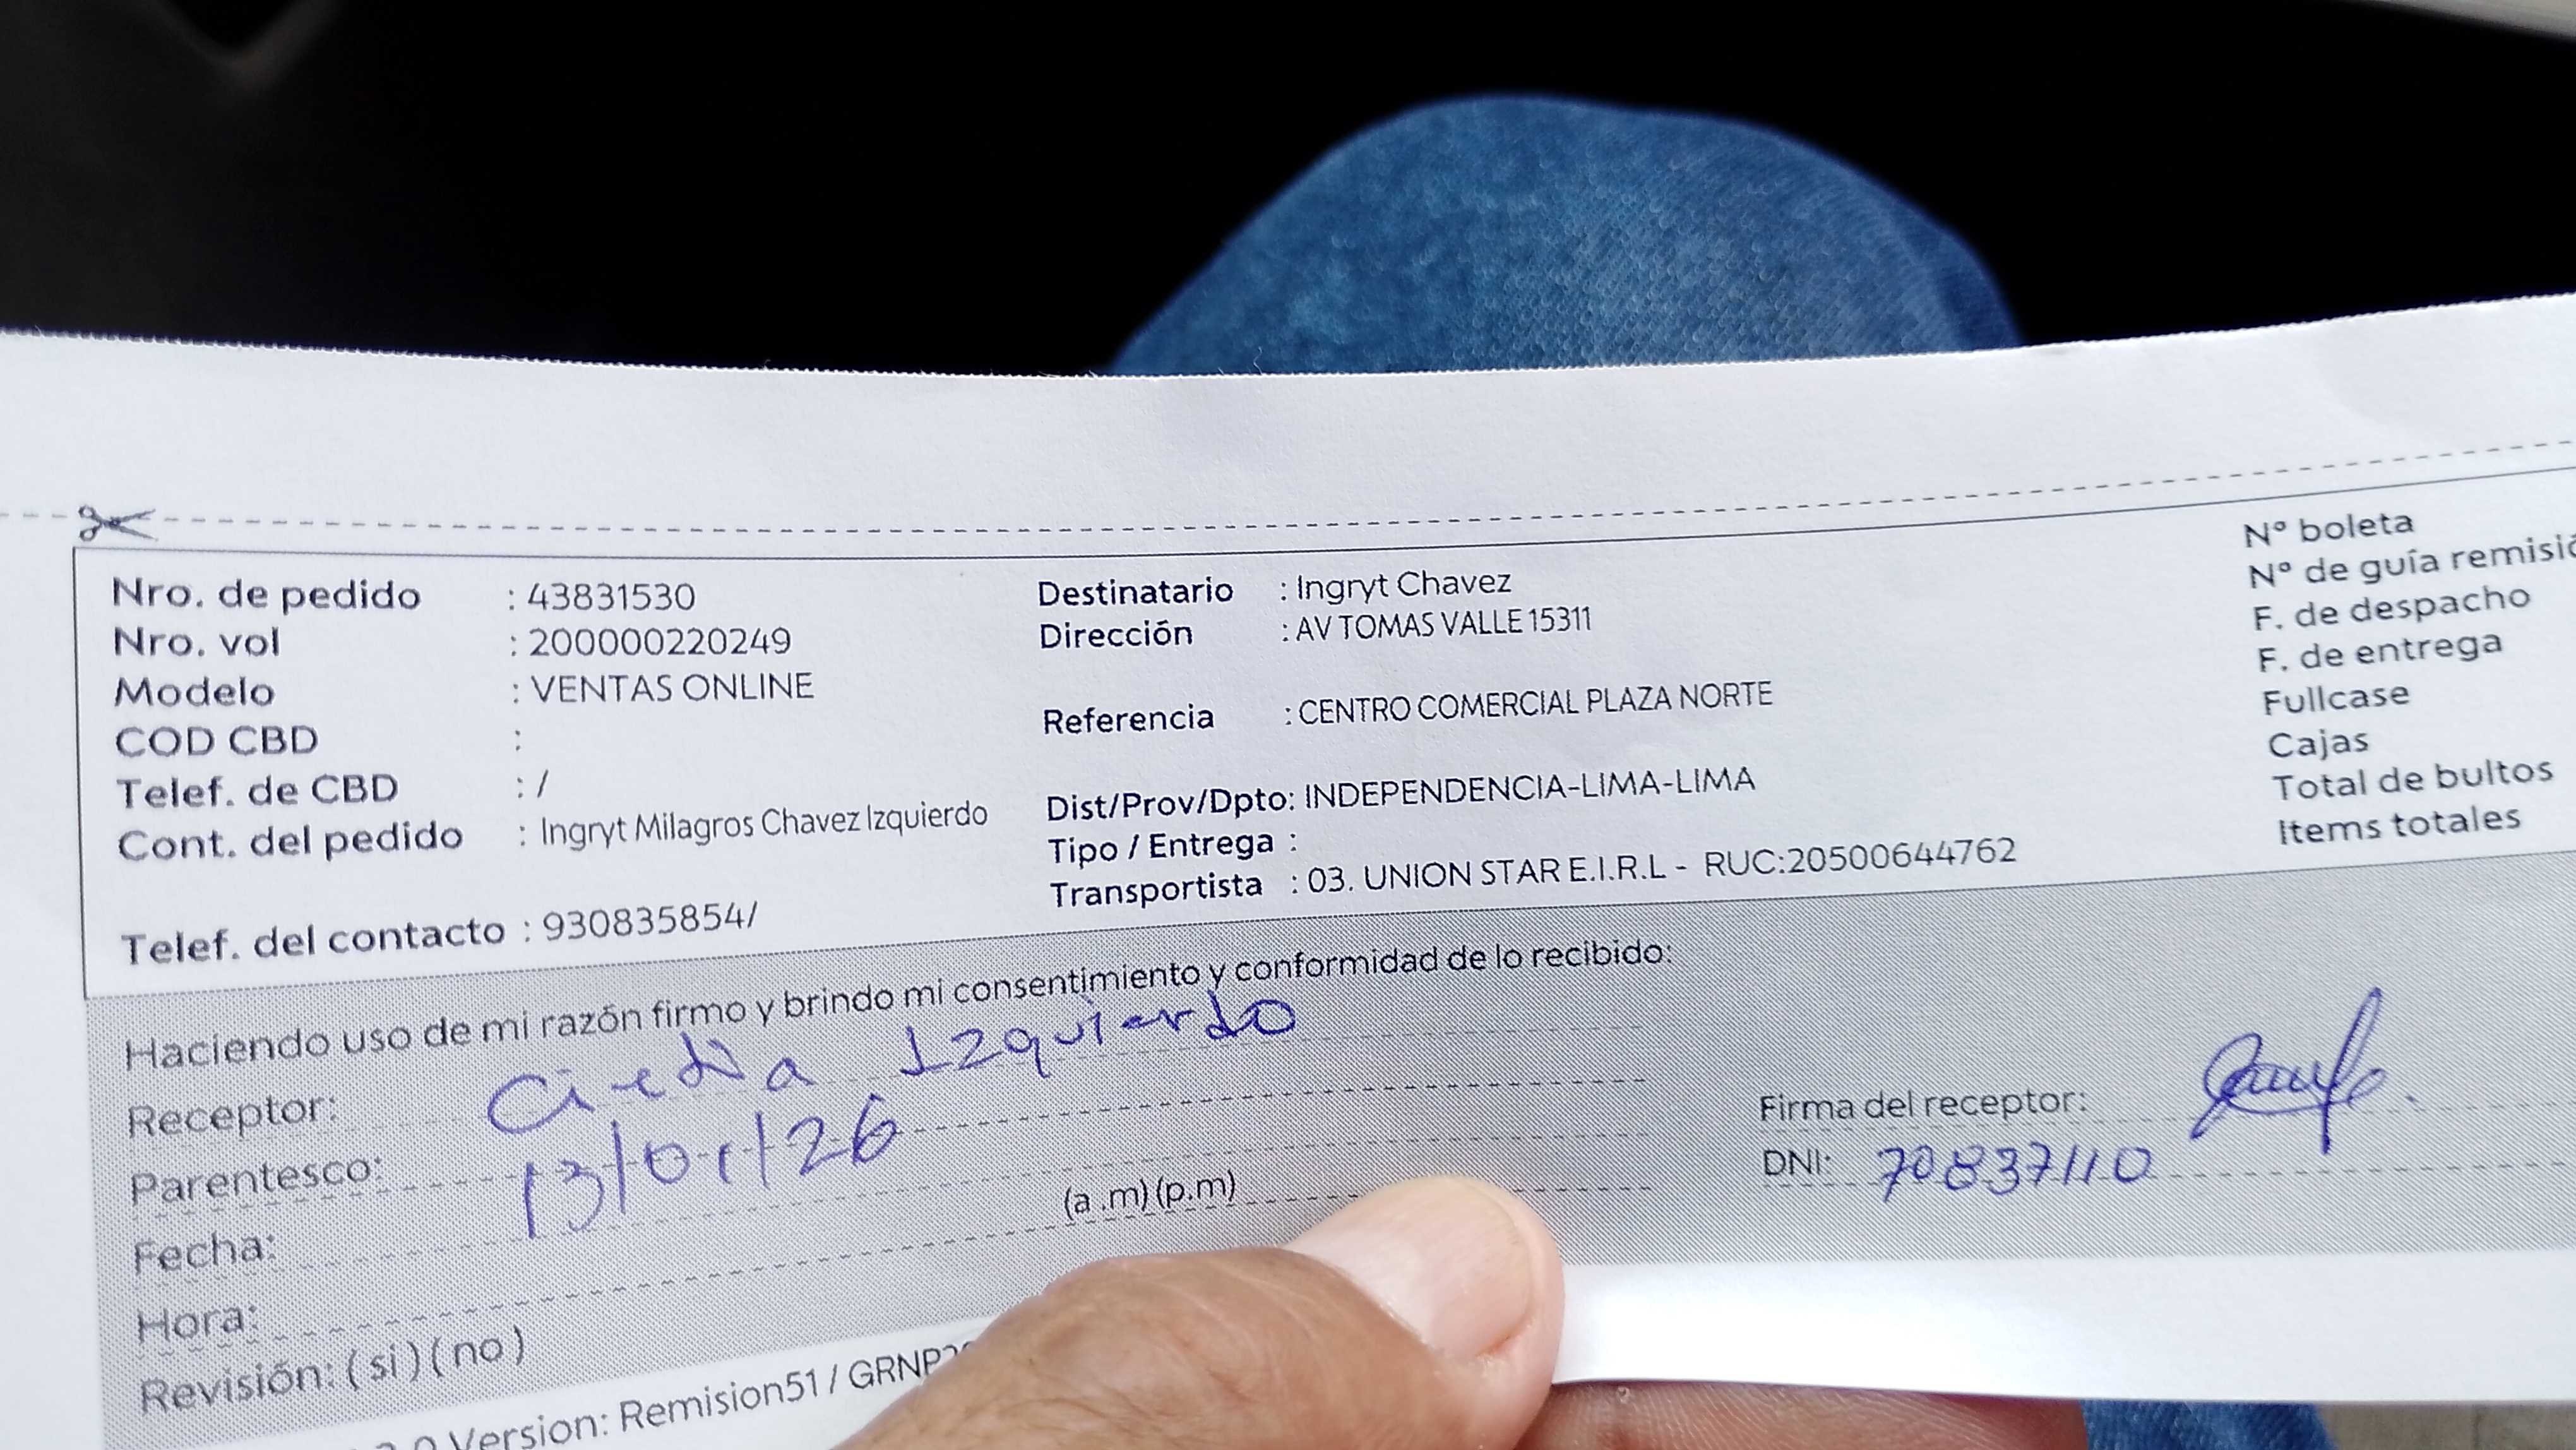 Nro. de pedido : 43831530
Nro. vol : 200000220249
Modelo : VENTAS ONLINE
COD CBD :
Telef. de CBD : /
Cont. del pedido : Ingryt Milagros Chavez Izquierdo
Telef. del contacto : 930835854/
Destinatario : Ingryt Chavez
Dirección : AV TOMAS VALLE 15311
Referencia : CENTRO COMERCIAL PLAZA NORTE
Dist/Prov/Dpto: INDEPENDENCIA-LIMA-LIMA
Tipo / Entrega :
Transportista : 03. UNION STAR E.I.R.L - RUC:20500644762
N° boleta
N° de guía remisió
F. de despacho
F. de entrega
Fullcase
Cajas
Total de bultos
Items totales
Haciendo uso de mi razón firmo y brindo mi consentimiento y conformidad de lo recibido:
Receptor: Izquierdo
Parentesco:
Fecha: 13/01/26
Hora: (a .m) (p.m)
Revisión: ( si ) ( no )
Firma del receptor:
DNI: 70837110
Version: Remision51 / GRNP